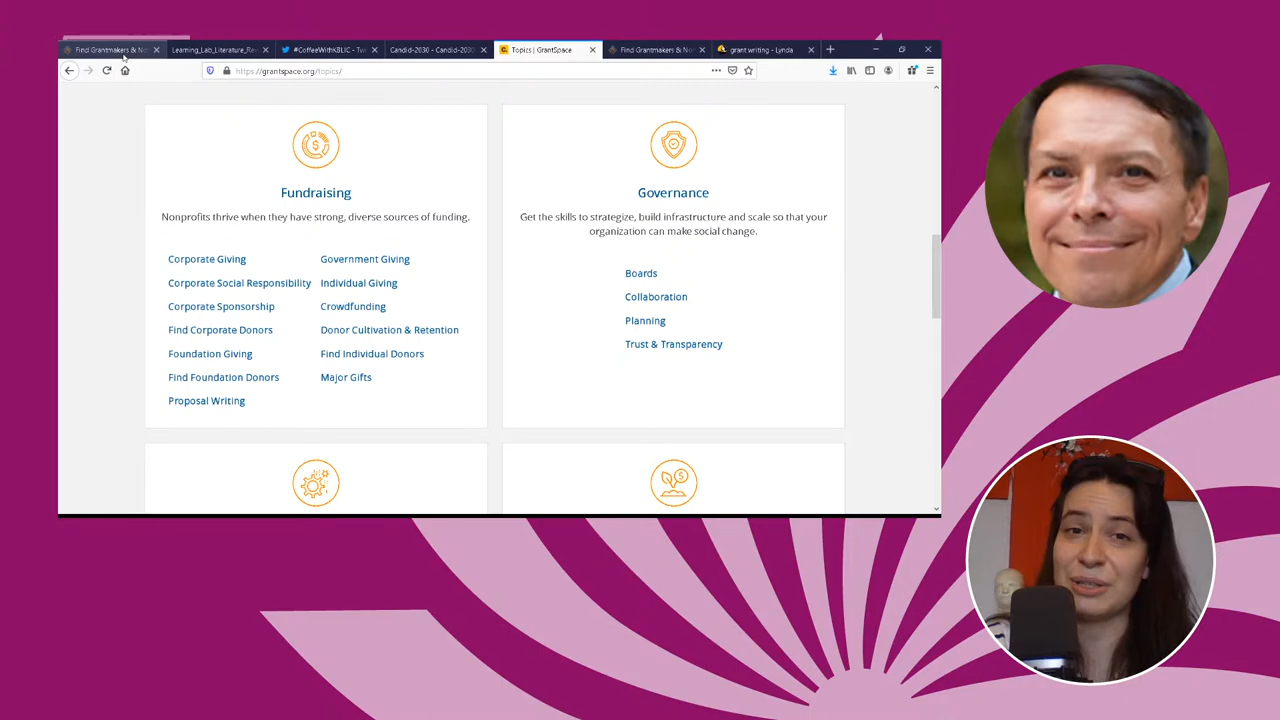 Find Grantmakers & No
Learning_Lab_Literature_Re
#CoffeeWithKBLIC - Tw
Candid-2030 - Candid-2030
Topics | GrantSpace
Find Grantmakers & No
grant writing - Lynda
https://grantspace.org/topics/
Fundraising
Nonprofits thrive when they have strong, diverse sources of funding.
Corporate Giving
Corporate Social Responsibility
Corporate Sponsorship
Find Corporate Donors
Foundation Giving
Find Foundation Donors
Proposal Writing
Government Giving
Individual Giving
Crowdfunding
Donor Cultivation & Retention
Find Individual Donors
Major Gifts
Governance
Get the skills to strategize, build infrastructure and scale so that your
organization can make social change.
Boards
Collaboration
Planning
Trust & Transparency